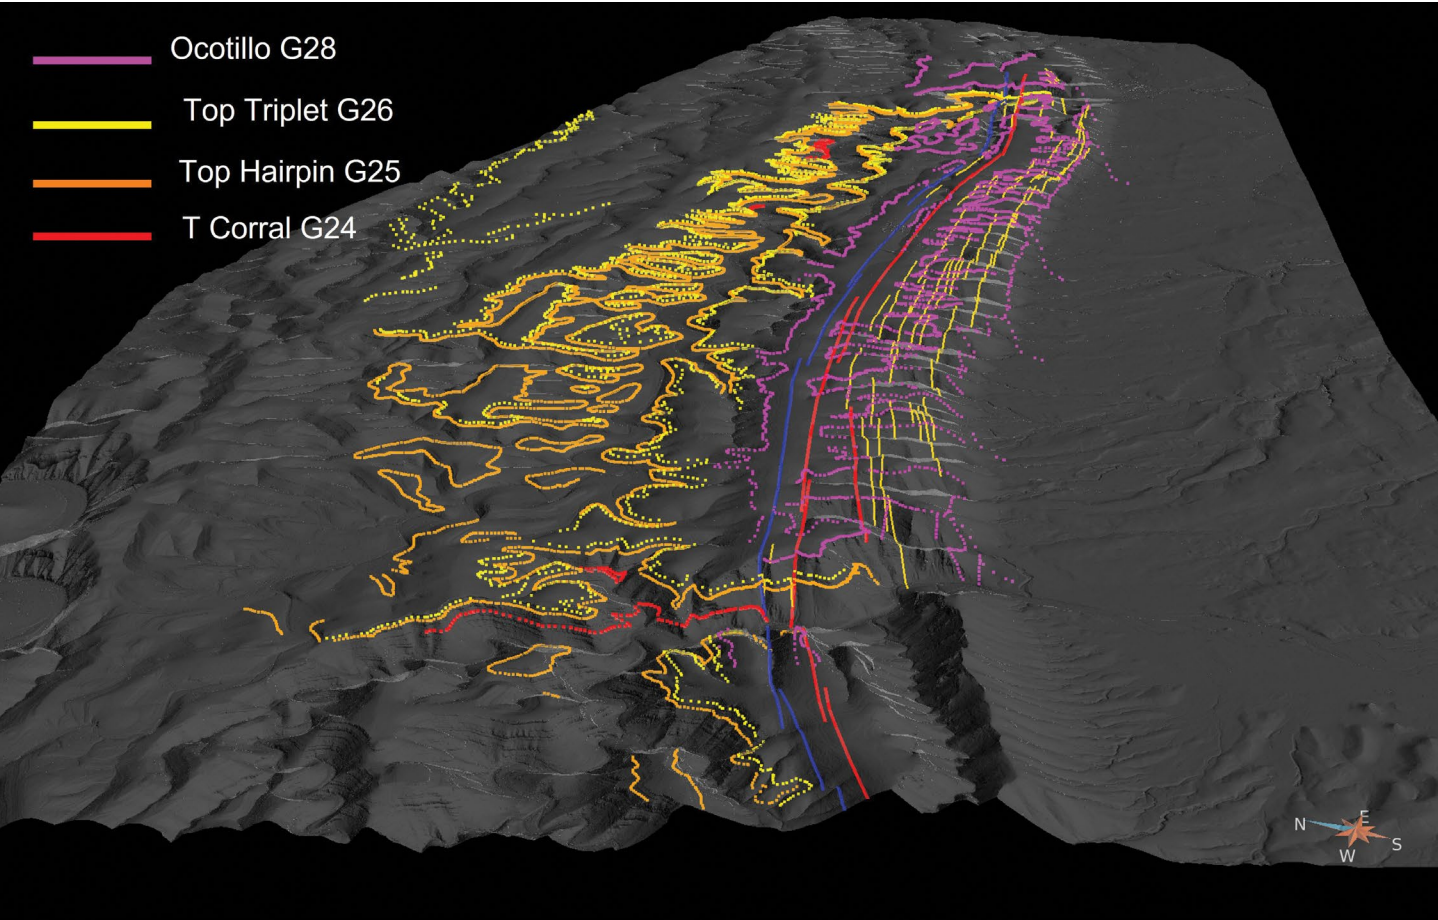 Ocotillo G28
Top Triplet G26
Top Hairpin G25
T Corral G24
E
N
S
W